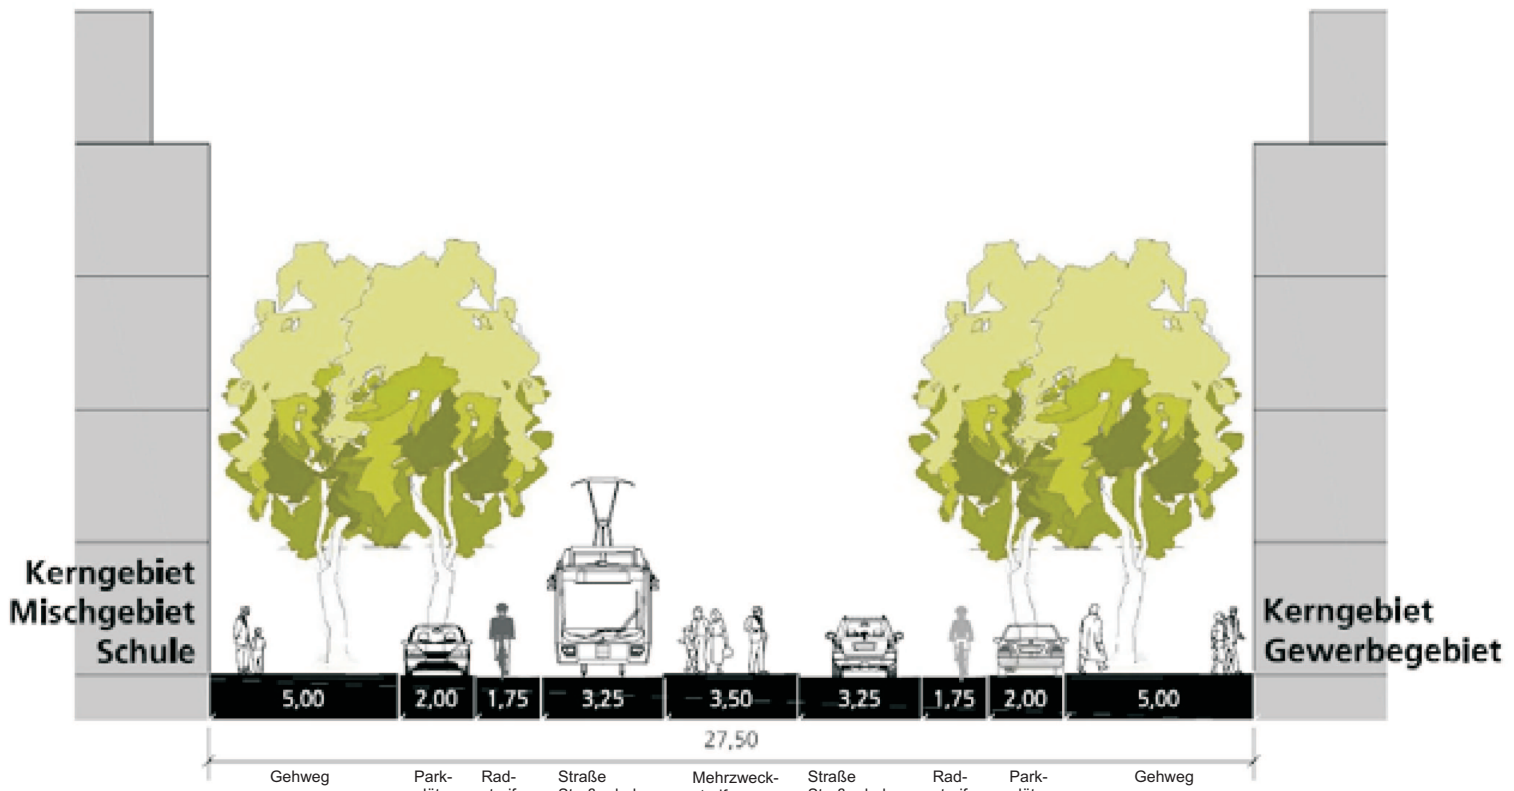 Kerngebiet
Mischgebiet
Schule
Kerngebiet
Gewerbegebiet
5,00 2,00 1,75 3,25 3,50 3,25 1,75 2,00 5,00
27,50
Gehweg Park- Rad- Straße Mehrzweck- Straße Rad- Park- Gehweg